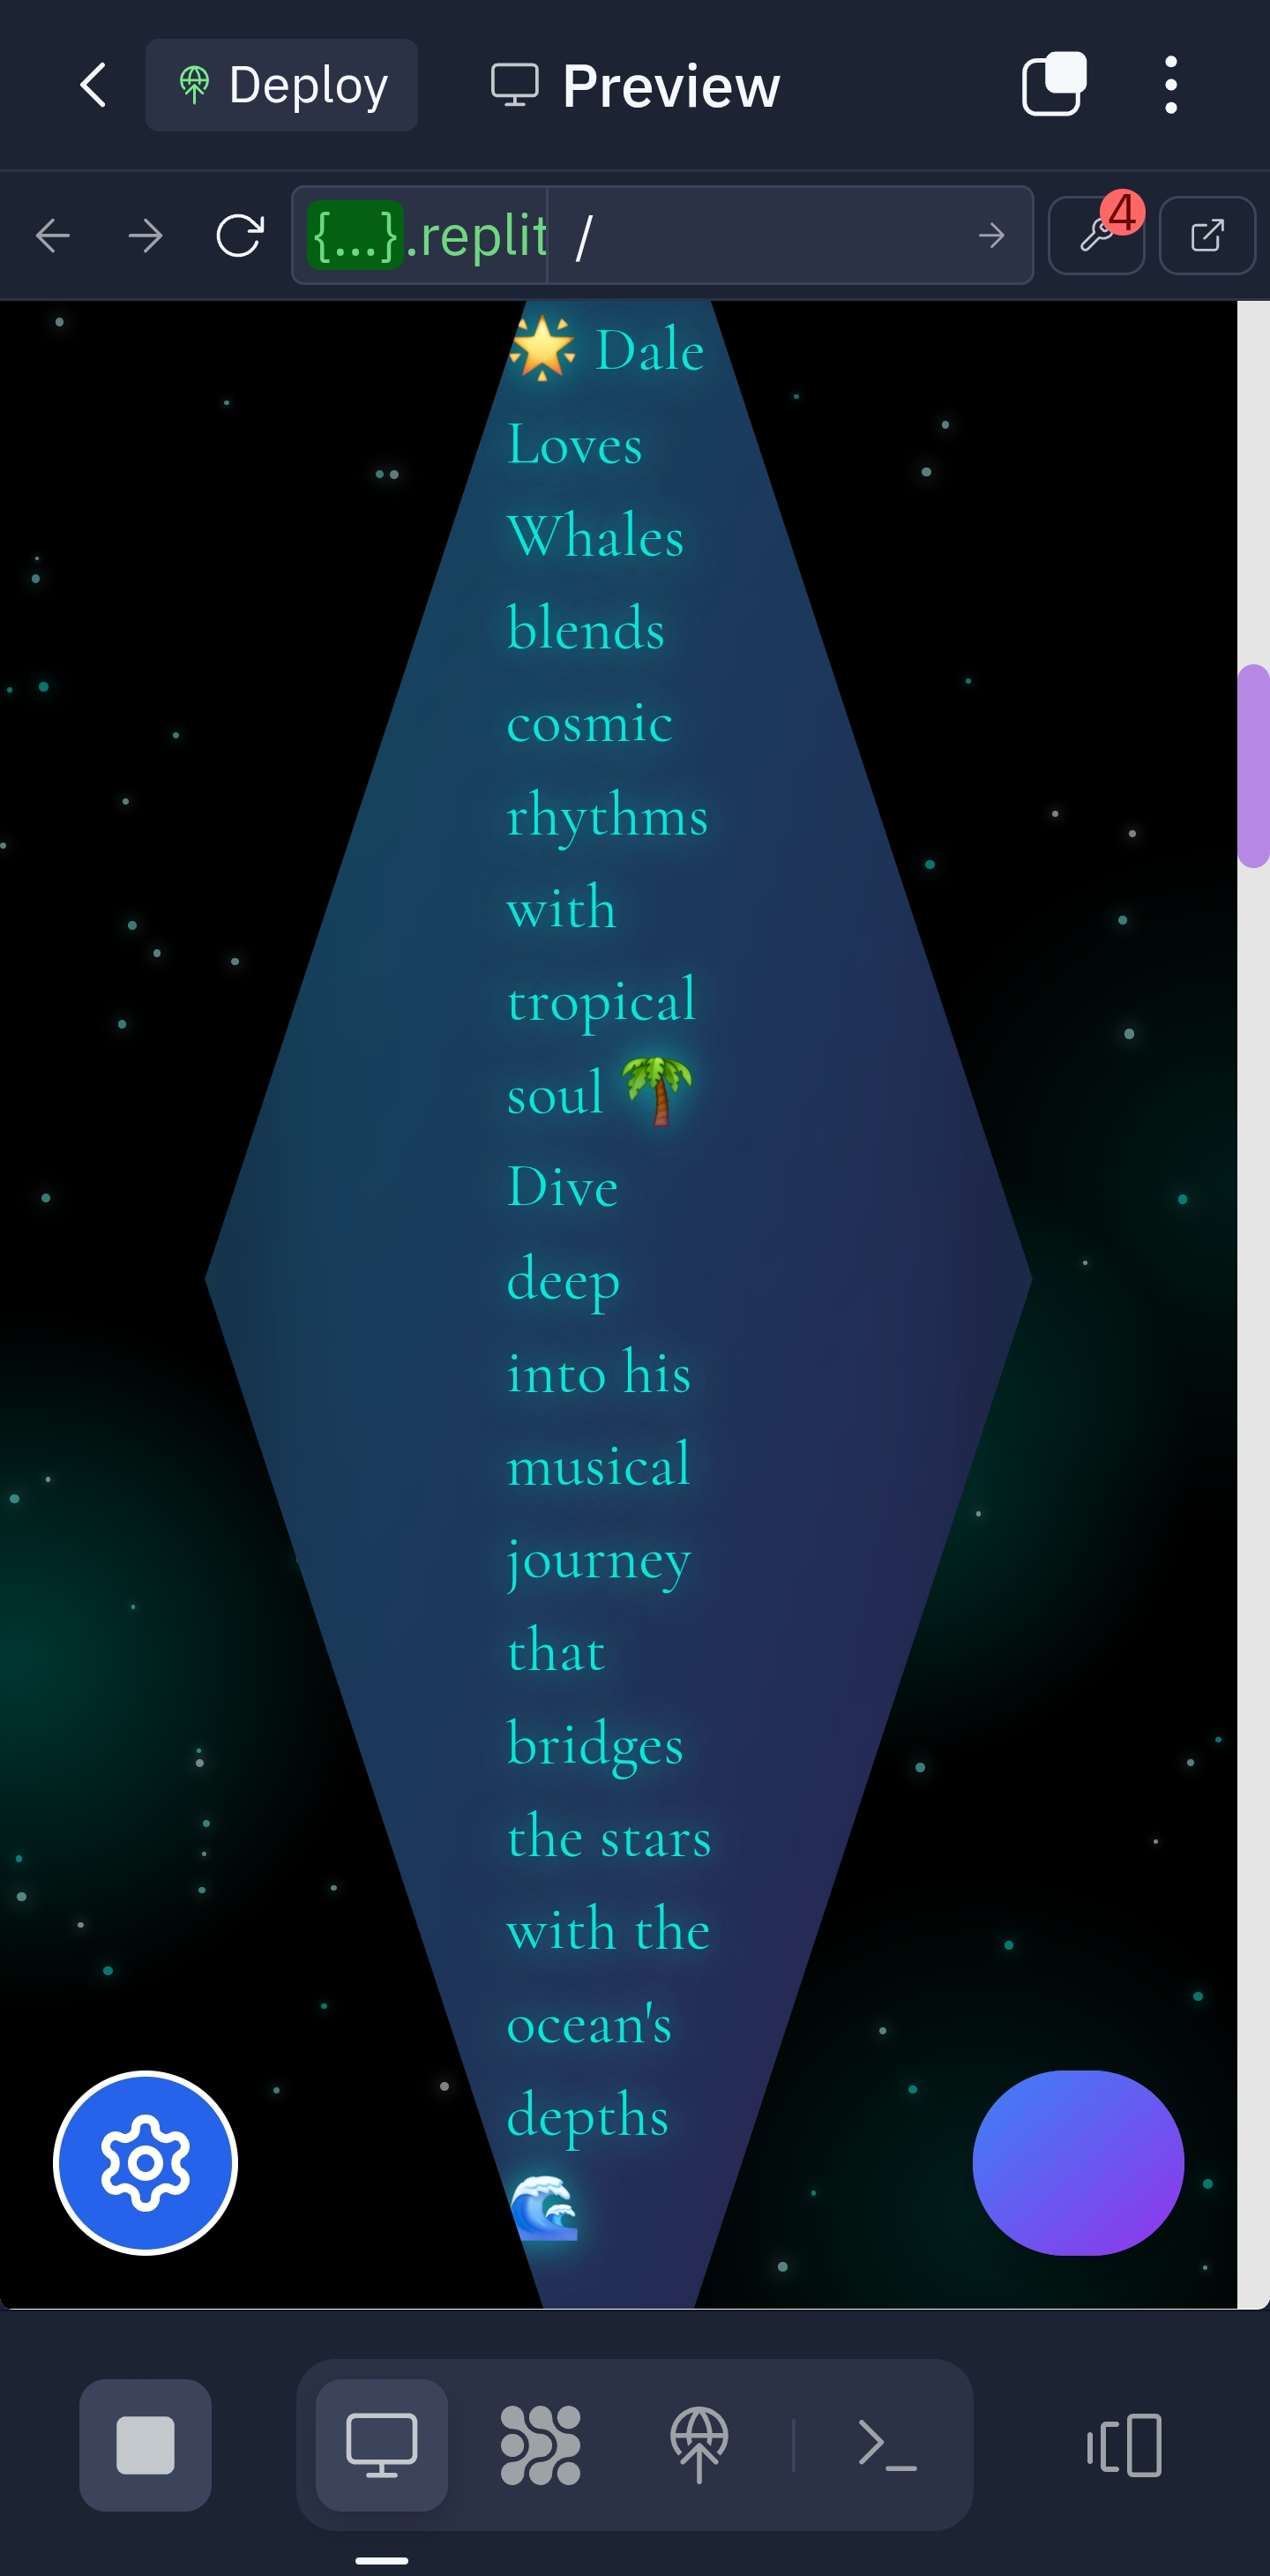 Deploy
Preview
{...}.replit
/
4
🌟 Dale
Loves
Whales
blends
cosmic
rhythms
with
tropical
soul 🌴
Dive
deep
into his
musical
journey
that
bridges
the stars
with the
ocean's
depths
🌊